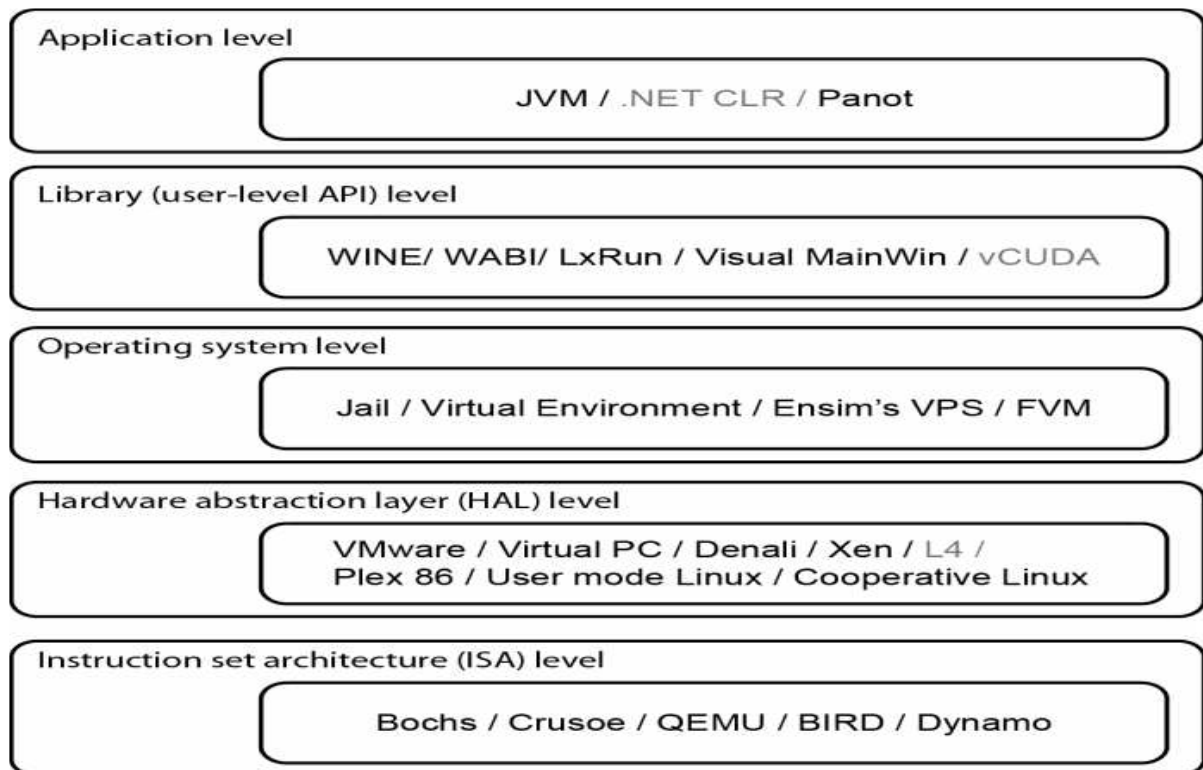 Application level
JVM / .NET CLR / Panot
Library (user-level API) level
WINE/ WABI/ LxRun / Visual MainWin / vCUDA
Operating system level
Jail / Virtual Environment / Ensim's VPS / FVM
Hardware abstraction layer (HAL) level
VMware / Virtual PC / Denali / Xen / L4 /
Plex 86 / User mode Linux / Cooperative Linux
Instruction set architecture (ISA) level
Bochs / Crusoe / QEMU / BIRD / Dynamo